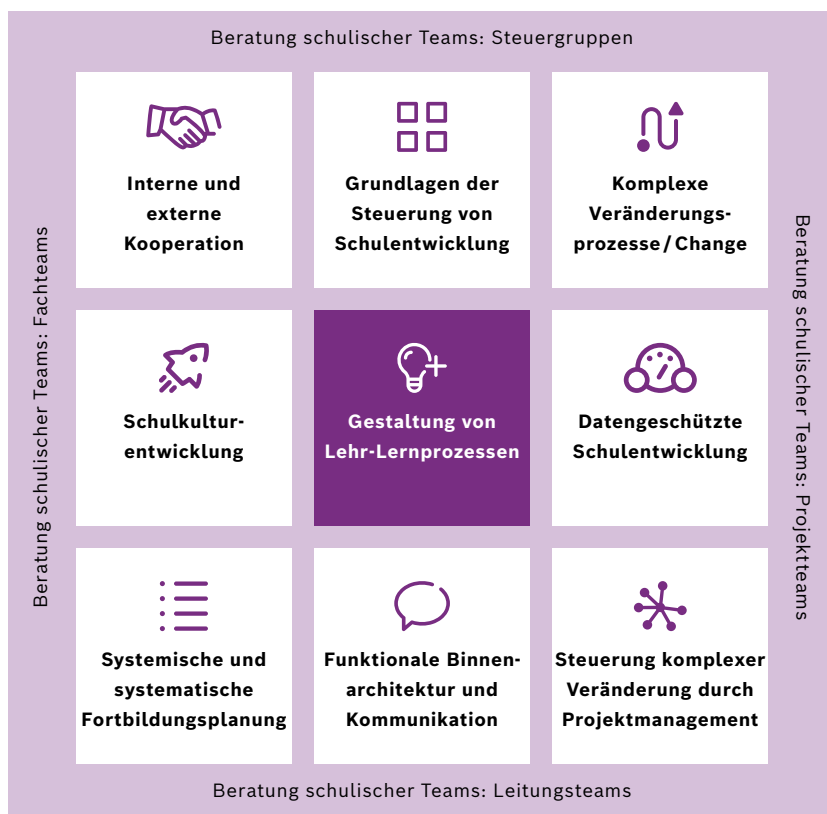 Beratung schulischer Teams: Steuergruppen
Beratung schulischer Teams: Fachteams
Interne und
externe
Kooperation
Grundlagen der
Steuerung von
Schulentwicklung
Komplexe
Veränderungs-
prozesse / Change
Schulkultur-
entwicklung
Gestaltung von
Lehr-Lernprozessen
Datengeschützte
Schulentwicklung
Systemische und
systematische
Fortbildungsplanung
Funktionale Binnen-
architektur und
Kommunikation
Steuerung komplexer
Veränderung durch
Projektmanagement
Beratung schulischer Teams: Projektteams
Beratung schulischer Teams: Leitungsteams